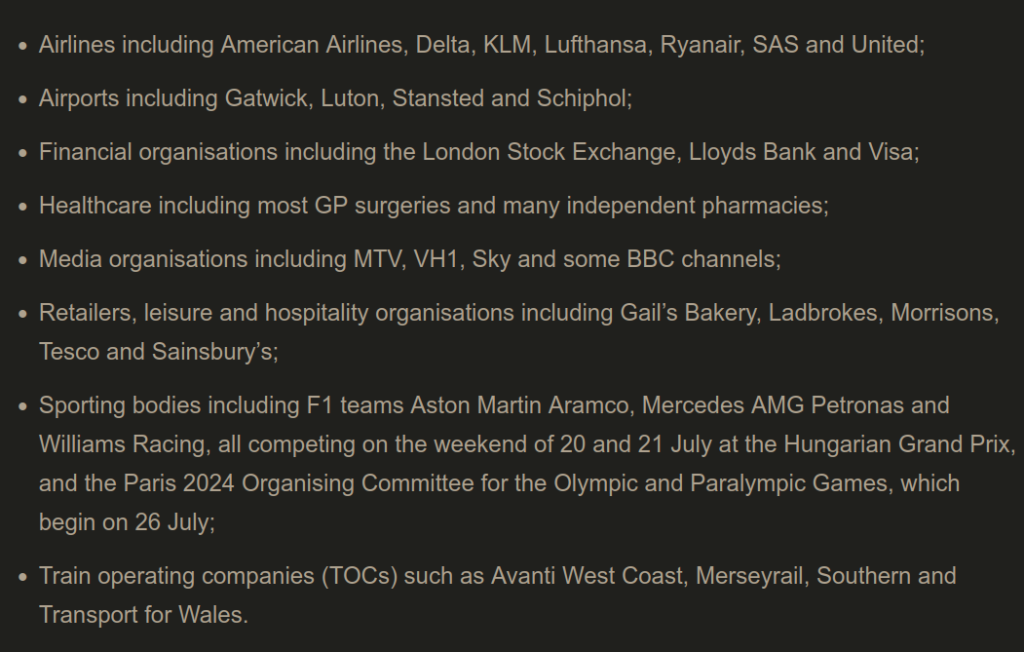 • Airlines including American Airlines, Delta, KLM, Lufthansa, Ryanair, SAS and United;
• Airports including Gatwick, Luton, Stansted and Schiphol;
• Financial organisations including the London Stock Exchange, Lloyds Bank and Visa;
• Healthcare including most GP surgeries and many independent pharmacies;
• Media organisations including MTV, VH1, Sky and some BBC channels;
• Retailers, leisure and hospitality organisations including Gail’s Bakery, Ladbrokes, Morrisons,
Tesco and Sainsbury’s;
• Sporting bodies including F1 teams Aston Martin Aramco, Mercedes AMG Petronas and
Williams Racing, all competing on the weekend of 20 and 21 July at the Hungarian Grand Prix,
and the Paris 2024 Organising Committee for the Olympic and Paralympic Games, which
begin on 26 July;
• Train operating companies (TOCs) such as Avanti West Coast, Merseyrail, Southern and
Transport for Wales.